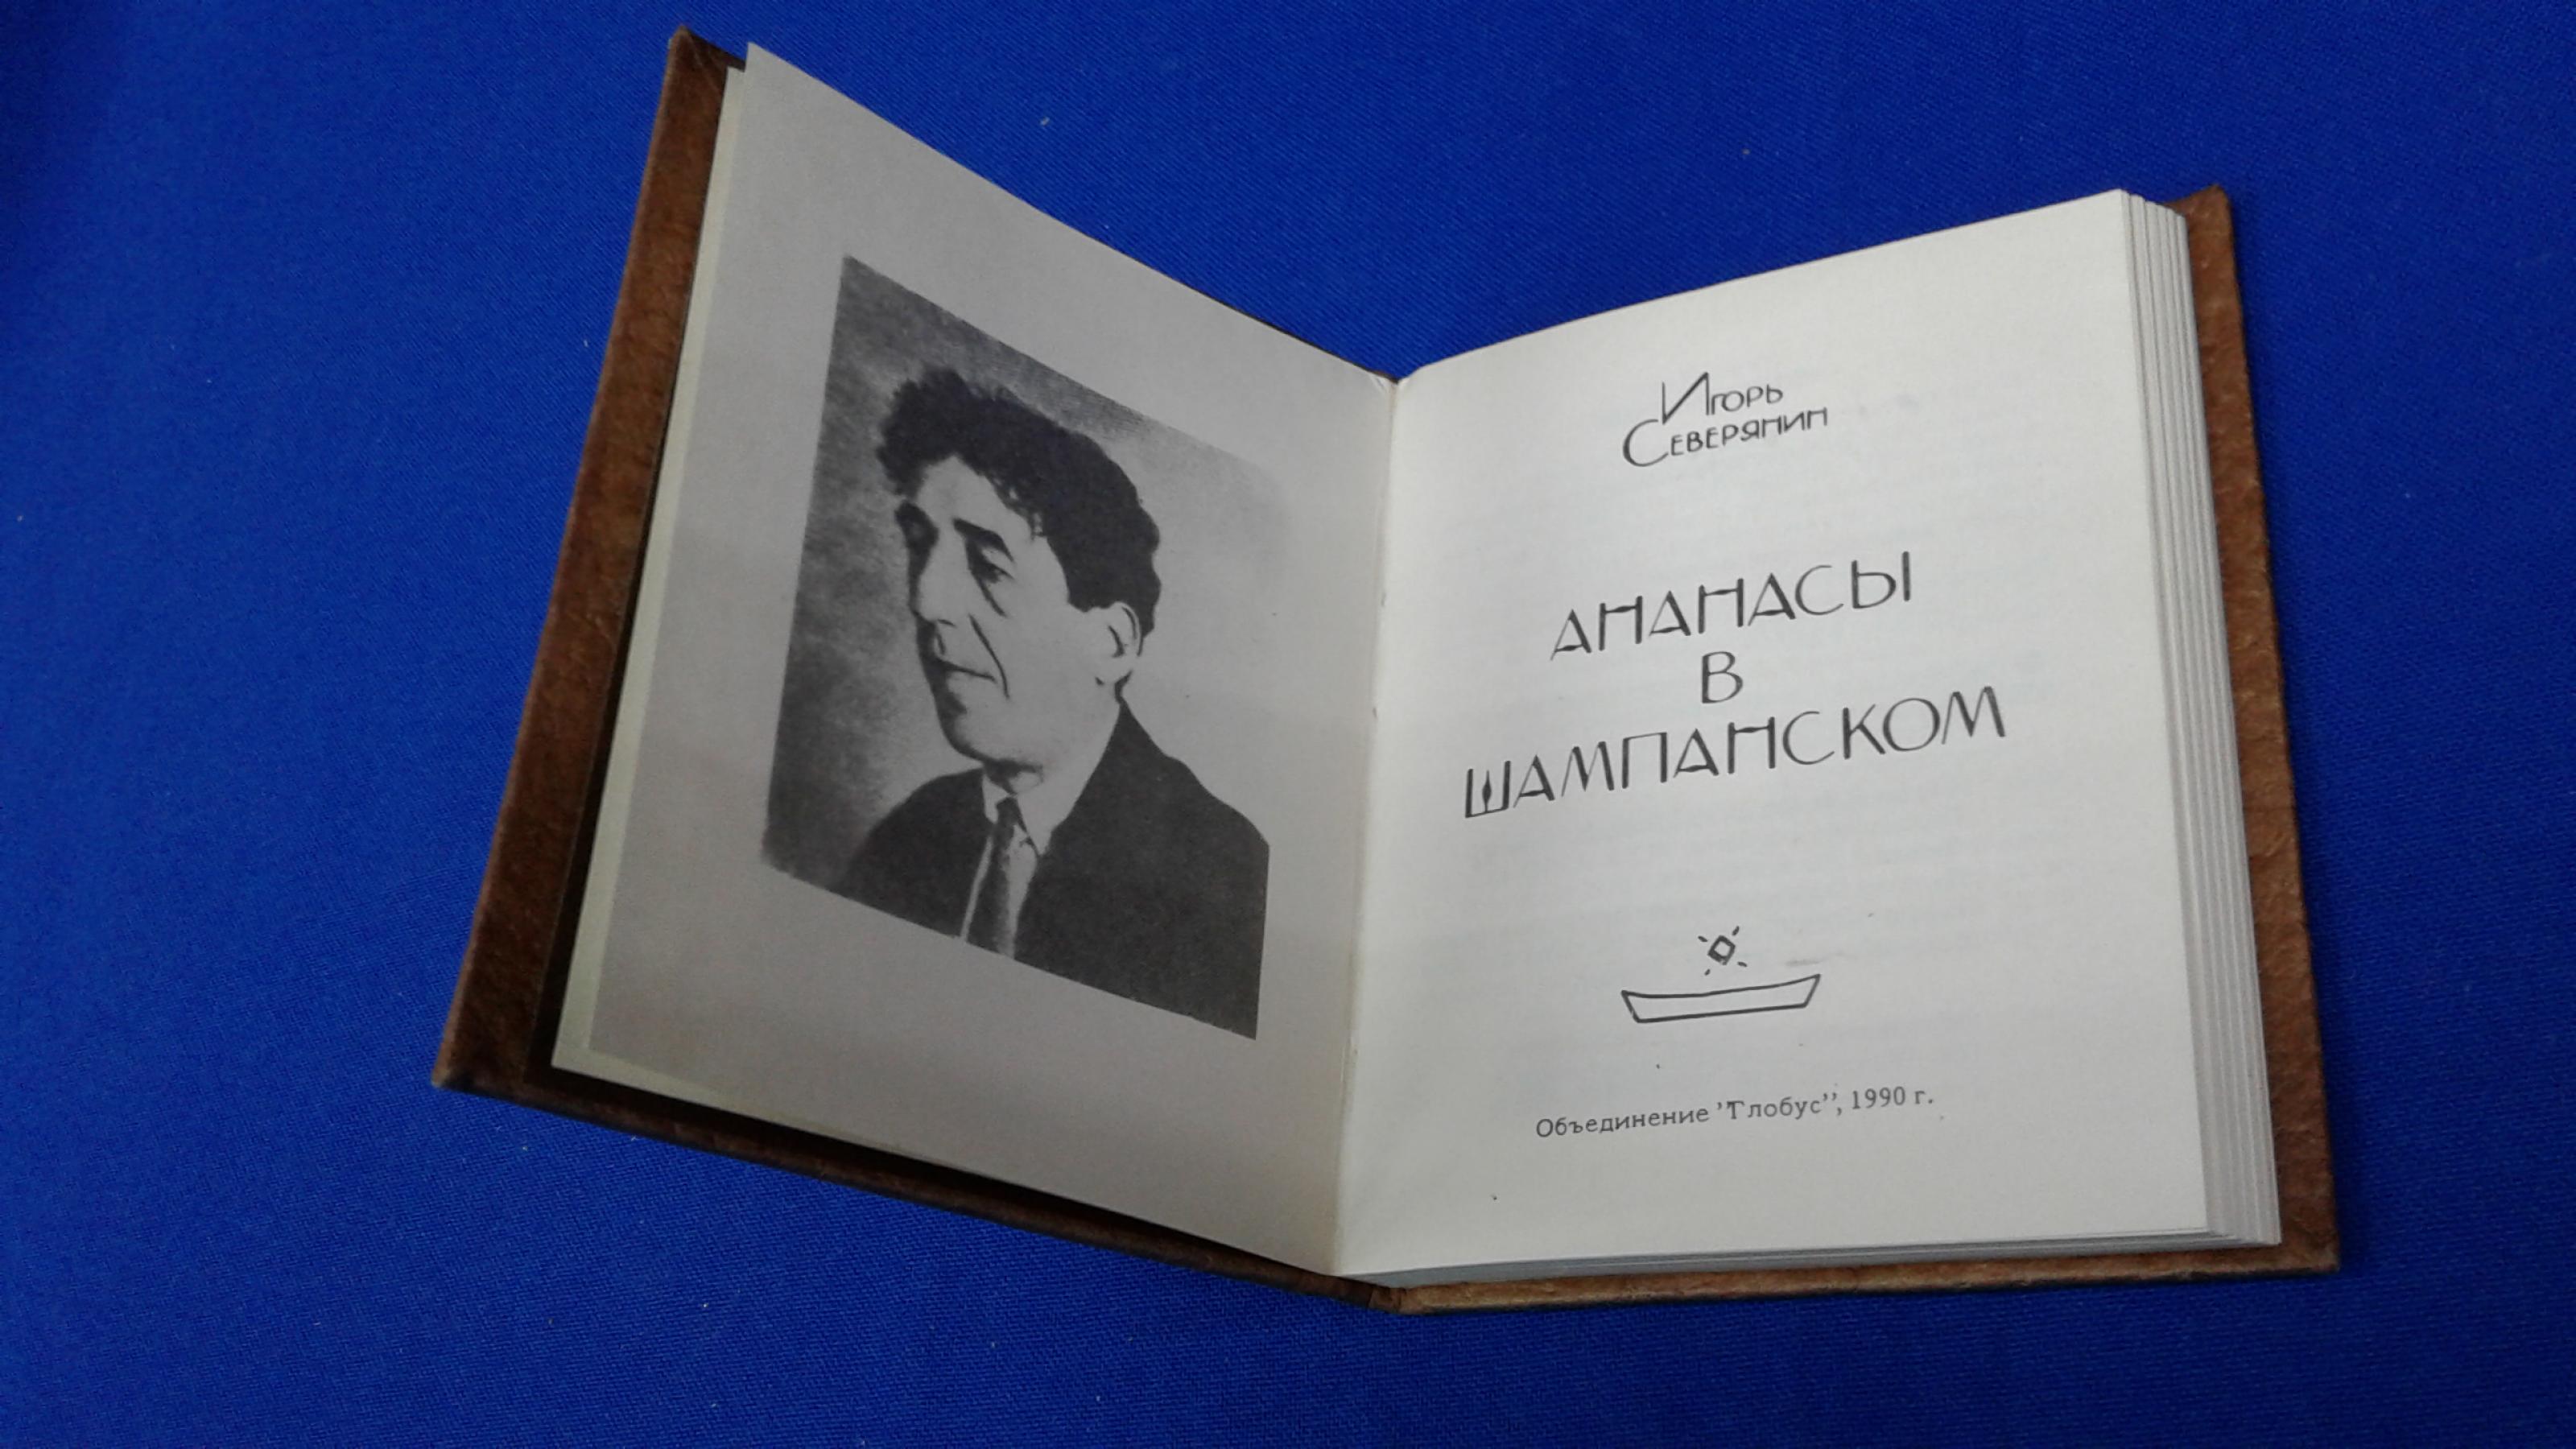 Игорь
Северянин
АНАНАСЫ
В
ШАМПАНСКОМ
Объединение ''Глобус'', 1990 г.